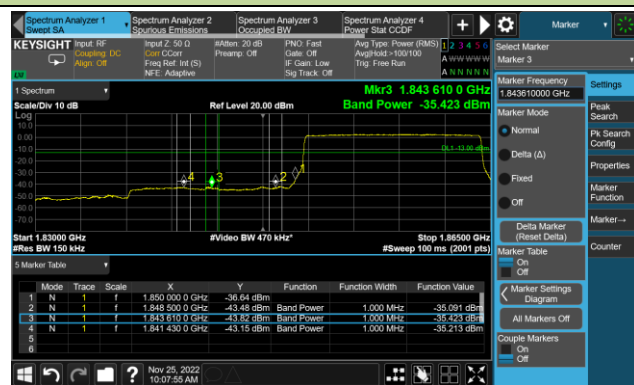 Spectrum Analyzer 1
Swept SA
Spectrum Analyzer 2
Spurious Emissions
Spectrum Analyzer 3
Occupied BW
Spectrum Analyzer 4
Power Stat CCDF
Marker
KEYSIGHT
Input: RF
Coupling: DC
Align: Off
Input Z: 50 Ω
Corr CCorr
Freq Ref: Int (S)
NFE: Adaptive
#Atten: 20 dB
Preamp: Off
PNO: Fast
Gate: Off
IF Gain: Low
Sig Track: Off
Avg Type: Power (RMS)
Avg|Hold:>100/100
Trig: Free Run
1 2 3 4 5 6
A W W W W W
A N N N N N
LXI
1 Spectrum
Scale/Div 10 dB
Ref Level 20.00 dBm
Mkr3 1.843 610 0 GHz
Band Power -35.423 dBm
Log
10.0
0.00
-10.0
-20.0
-30.0
-40.0
-50.0
-60.0
-70.0
DL1 -13.00 dBm
4
3
2
1
Start 1.83000 GHz
#Res BW 150 kHz
#Video BW 470 kHz*
Stop 1.86500 GHz
#Sweep 100 ms (2001 pts)
5 Marker Table
Mode Trace Scale X Y Function Function Width Function Value
1 N 1 f 1.850 000 0 GHz -36.64 dBm
2 N 1 f 1.848 500 0 GHz -43.48 dBm Band Power 1.000 MHz -35.091 dBm
3 N 1 f 1.843 610 0 GHz -43.82 dBm Band Power 1.000 MHz -35.423 dBm
4 N 1 f 1.841 430 0 GHz -43.15 dBm Band Power 1.000 MHz -35.213 dBm
5
6
Select Marker
Marker 3
Marker Frequency
1.843610000 GHz
Marker Mode
Normal
Delta (Δ)
Fixed
Off
Delta Marker
(Reset Delta)
Marker Table
On
Off
Marker Settings
Diagram
All Markers Off
Couple Markers
On
Off
Settings
Peak
Search
Pk Search
Config
Properties
Marker
Function
Marker→
Counter
?
Nov 25, 2022
10:07:55 AM